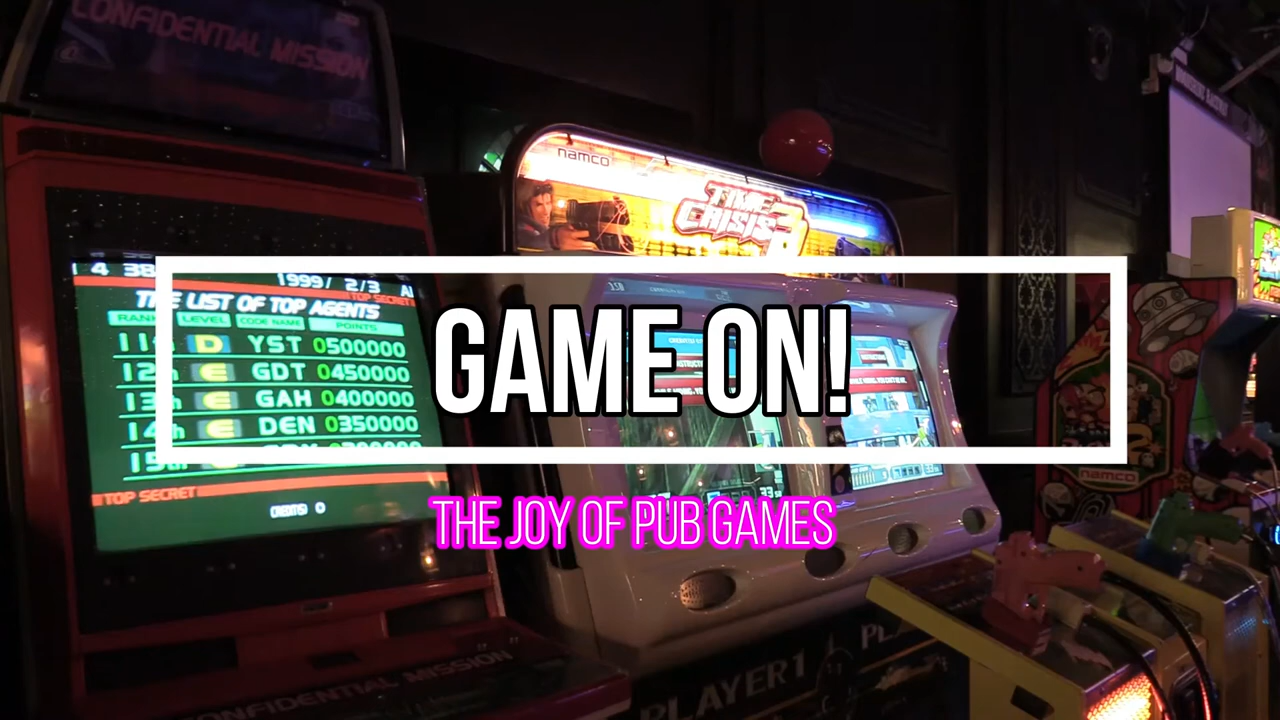 CONFIDENTIAL MISSION
namco
TIME
CRISIS 3
1999/ 2/3
TOP SECRET
THE LIST OF TOP AGENTS
RANK LEVEL CODE NAME POINTS
11th D YST 0500000
12th E GDT 0450000
13th E GAH 0400000
14th E DEN 0350000
15th E
TOP SECRET
CREDITS 0
GAME ON!
THE JOY OF PUB GAMES
namco
PLAYER 1
CONFIDENTIAL MISSION